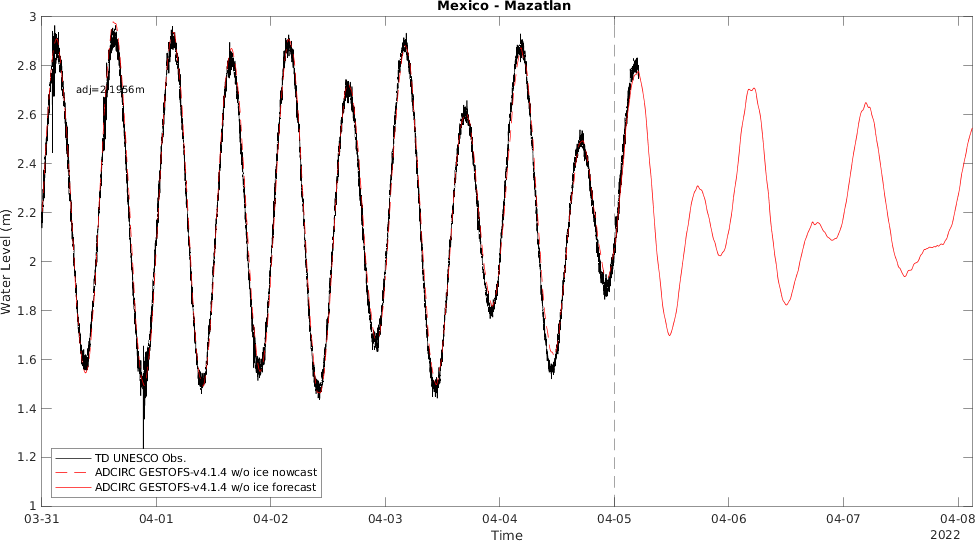 Mexico - Mazatlan
3
2.8
2.6
2.4
2.2
2
1.8
1.6
1.4
1.2
1
Water Level (m)
adj=2.1956m
TD UNESCO Obs.
ADCIRC GESTOFS-v4.1.4 w/o ice nowcast
ADCIRC GESTOFS-v4.1.4 w/o ice forecast
03-31 04-01 04-02 04-03 04-04 04-05 04-06 04-07 04-08
Time
2022